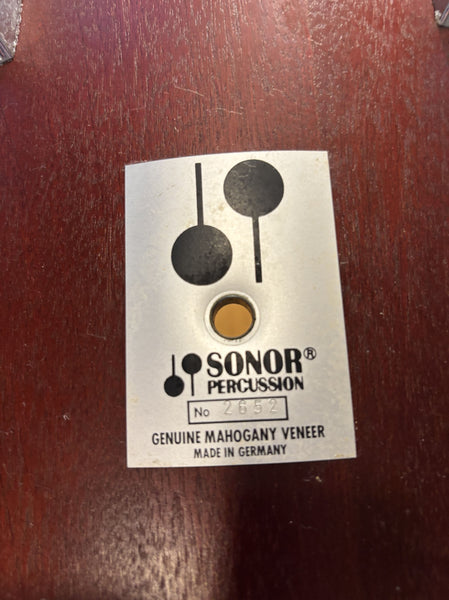 SONOR®
PERCUSSION
No 2652
GENUINE MAHOGANY VENEER
MADE IN GERMANY